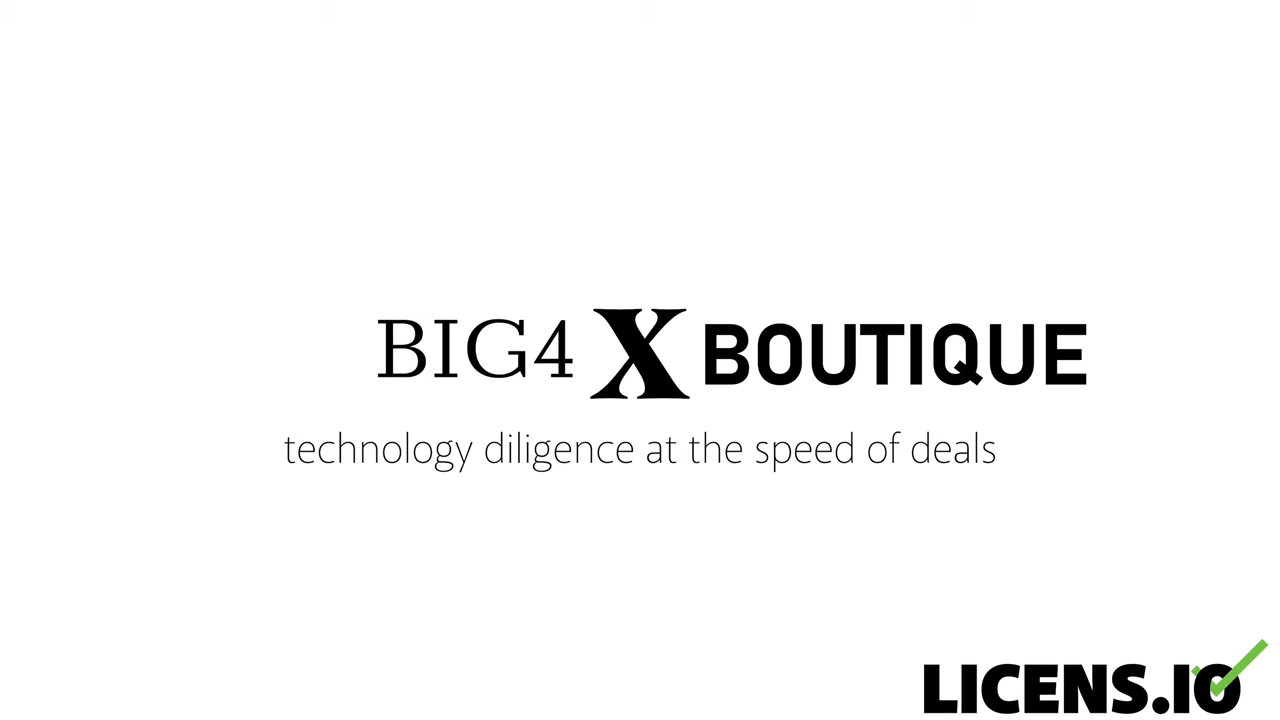 BIG4 X BOUTIQUE
technology diligence at the speed of deals
LICENS.IO